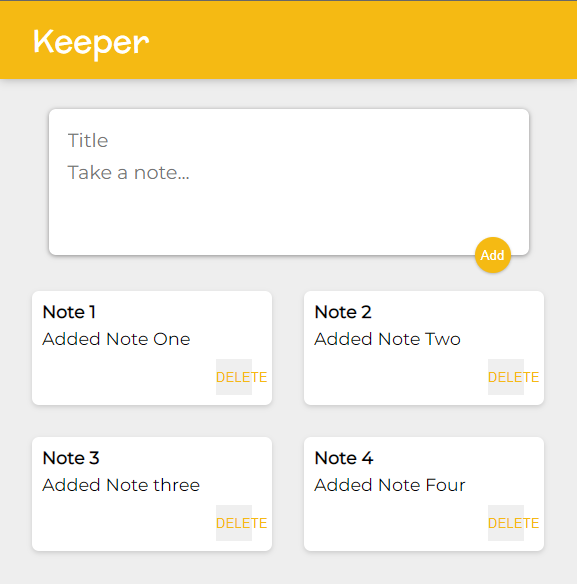 Keeper
Title
Take a note...
Add
Note 1
Added Note One
DELETE
Note 2
Added Note Two
DELETE
Note 3
Added Note three
DELETE
Note 4
Added Note Four
DELETE